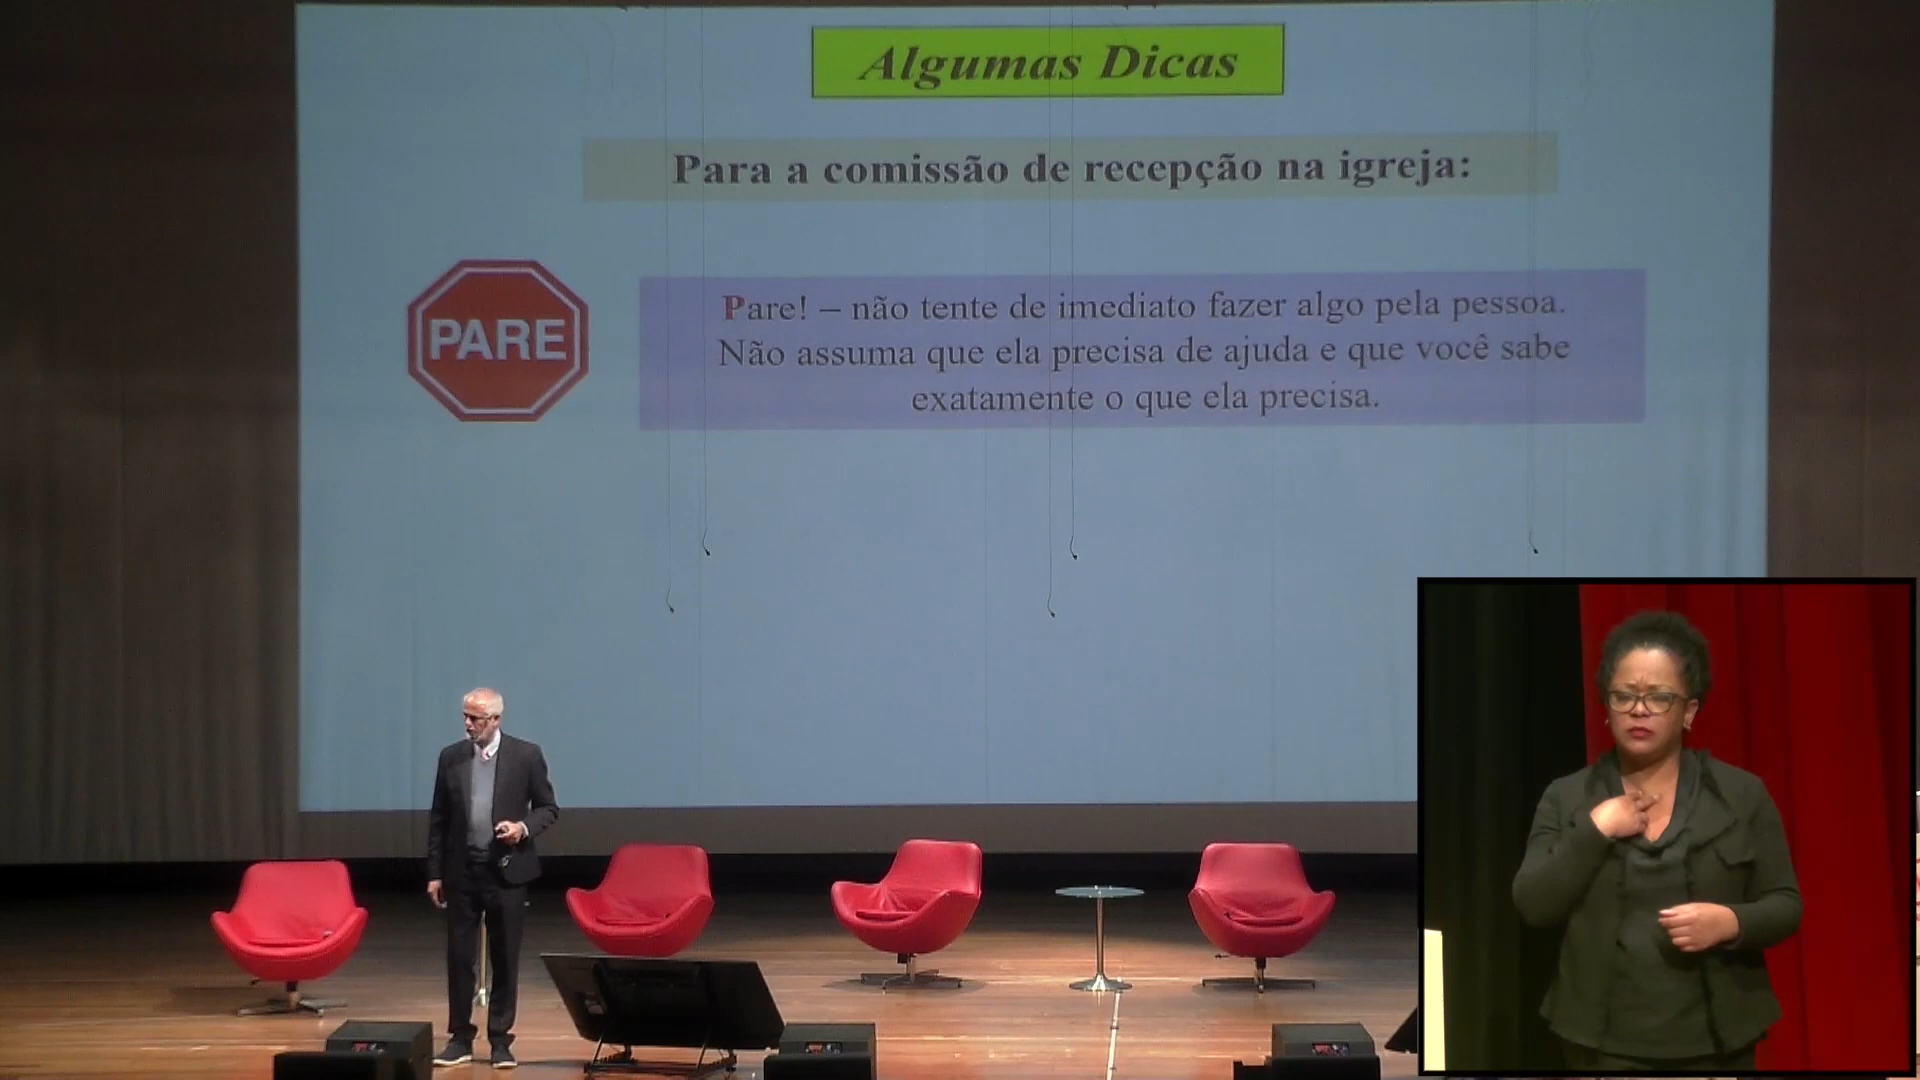 Algumas Dicas
Para a comissão de recepção na igreja:
PARE
Pare! – não tente de imediato fazer algo pela pessoa.
Não assuma que ela precisa de ajuda e que você sabe
exatamente o que ela precisa.